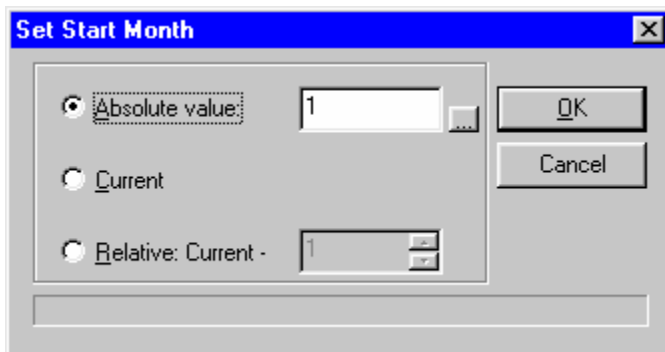 Set Start Month
Absolute value: 1 ... OK
Current Cancel
Relative: Current - 1